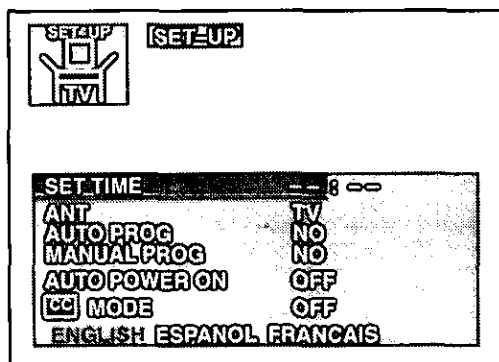 SET-UP
TV
SET-UP
SET TIME - - : - -
ANT TV
AUTO PROG NO
MANUAL PROG NO
AUTO POWER ON OFF
CC MODE OFF
ENGLISH ESPANOL FRANCAIS